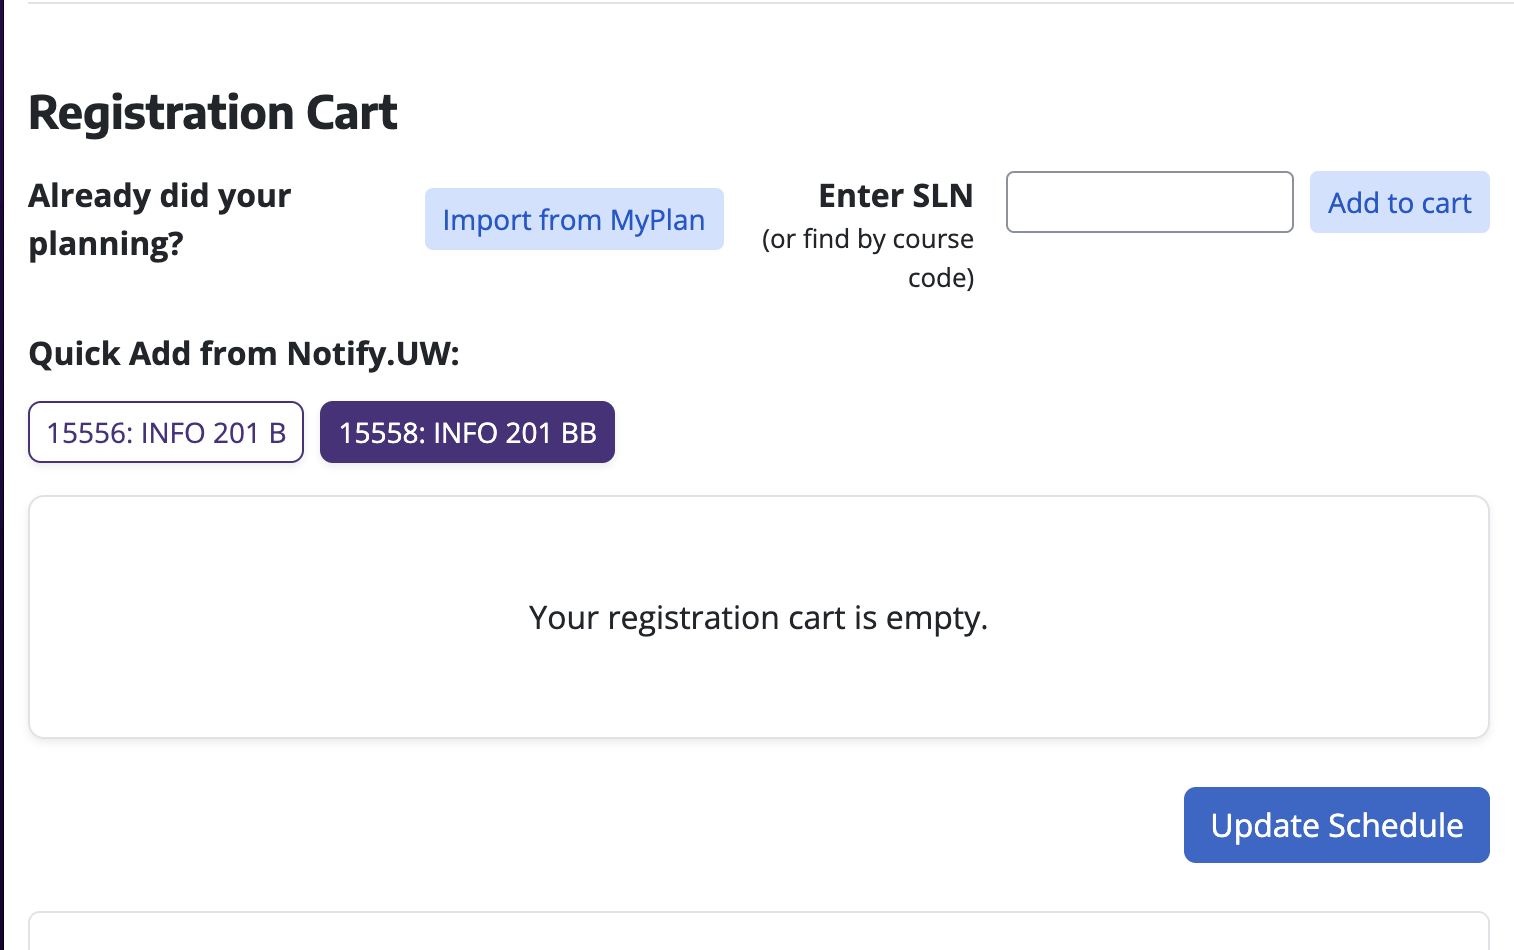 Registration Cart
Already did your
planning?
Import from MyPlan
Enter SLN
(or find by course
code)
Add to cart
Quick Add from Notify.UW:
15556: INFO 201 B
15558: INFO 201 BB
Your registration cart is empty.
Update Schedule